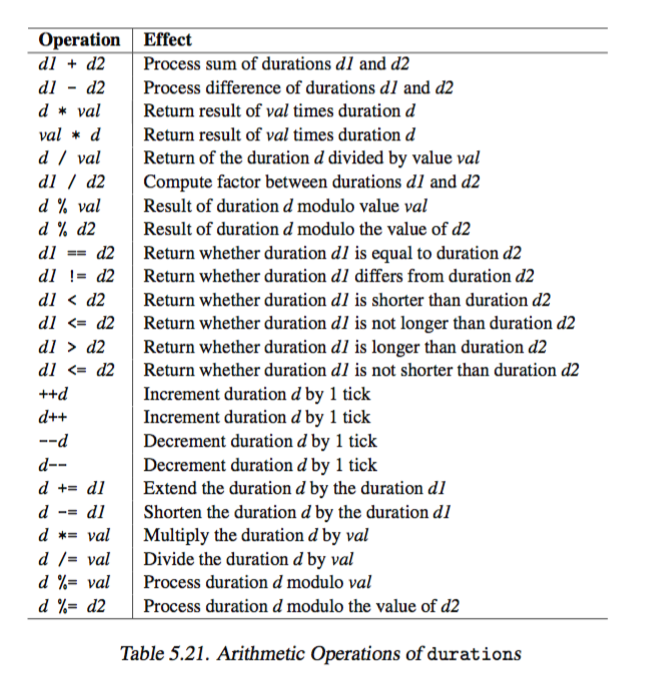 Operation Effect
d1 + d2 Process sum of durations d1 and d2
d1 - d2 Process difference of durations d1 and d2
d * val Return result of val times duration d
val * d Return result of val times duration d
d / val Return of the duration d divided by value val
d1 / d2 Compute factor between durations d1 and d2
d % val Result of duration d modulo value val
d % d2 Result of duration d modulo the value of d2
d1 == d2 Return whether duration d1 is equal to duration d2
d1 != d2 Return whether duration d1 differs from duration d2
d1 < d2 Return whether duration d1 is shorter than duration d2
d1 <= d2 Return whether duration d1 is not longer than duration d2
d1 > d2 Return whether duration d1 is longer than duration d2
d1 <= d2 Return whether duration d1 is not shorter than duration d2
++d Increment duration d by 1 tick
d++ Increment duration d by 1 tick
--d Decrement duration d by 1 tick
d-- Decrement duration d by 1 tick
d += d1 Extend the duration d by the duration d1
d -= d1 Shorten the duration d by the duration d1
d *= val Multiply the duration d by val
d /= val Divide the duration d by val
d %= val Process duration d modulo val
d %= d2 Process duration d modulo the value of d2
Table 5.21. Arithmetic Operations of durations